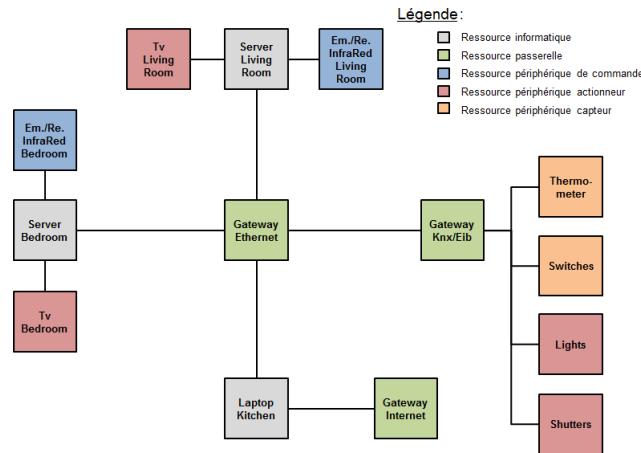 Légende:
Ressource informatique
Ressource passerelle
Ressource périphérique de commande
Ressource périphérique actionneur
Ressource périphérique capteur
Tv
Living
Room
Server
Living
Room
Em./Re.
InfraRed
Living
Room
Em./Re.
InfraRed
Bedroom
Server
Bedroom
Tv
Bedroom
Gateway
Ethernet
Gateway
Knx/Eib
Thermo-
meter
Switches
Lights
Shutters
Laptop
Kitchen
Gateway
Internet